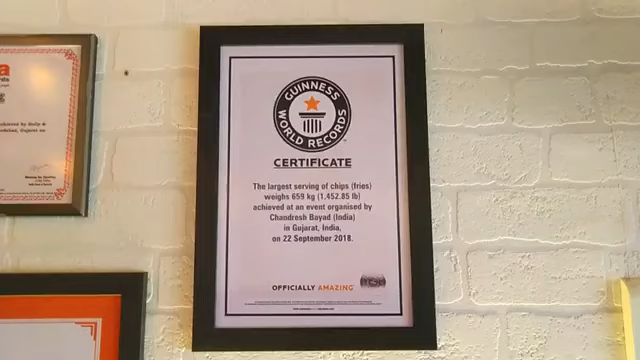 GUINNESS
WORLD RECORDS
CERTIFICATE
The largest serving of chips (fries)
weighs 659 kg (1,452.85 lb)
achieved at an event organised by
Chandresh Bayad (India)
in Gujarat, India,
on 22 September 2018.
OFFICIALLY AMAZING